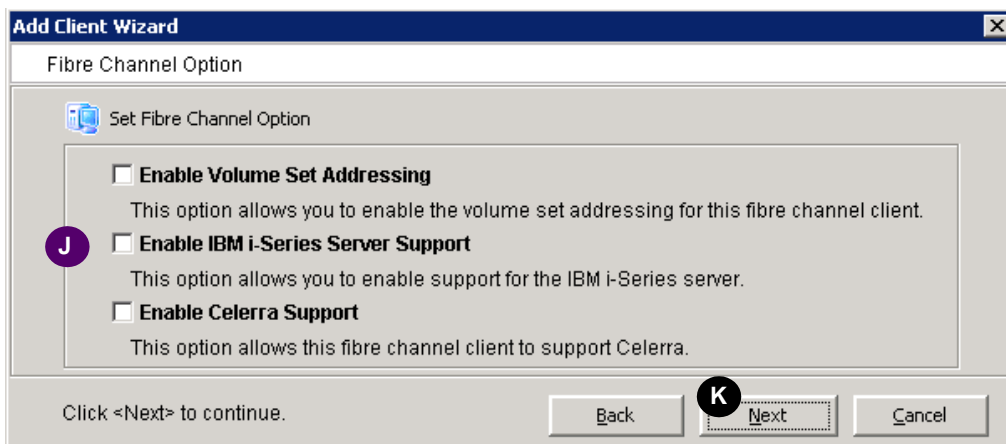 Add Client Wizard
Fibre Channel Option
Set Fibre Channel Option
Enable Volume Set Addressing
This option allows you to enable the volume set addressing for this fibre channel client.
J
Enable IBM i-Series Server Support
This option allows you to enable support for the IBM i-Series server.
Enable Celerra Support
This option allows this fibre channel client to support Celerra.
Click <Next> to continue.
Back
K
Next
Cancel